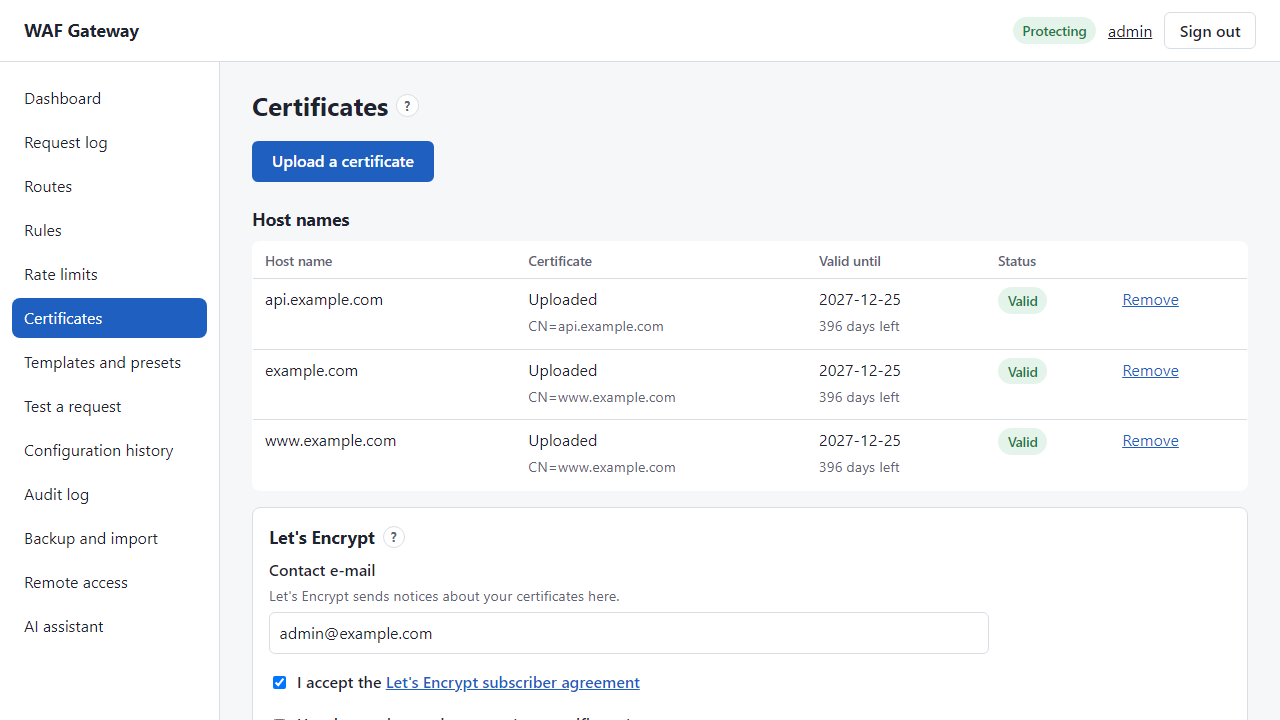 WAF Gateway
Protecting
admin
Sign out
Dashboard
Request log
Routes
Rules
Rate limits
Certificates
Templates and presets
Test a request
Configuration history
Audit log
Backup and import
Remote access
AI assistant
Certificates ?
Upload a certificate
Host names
Host name Certificate Valid until Status
api.example.com Uploaded 2027-12-25 Valid Remove
CN=api.example.com 396 days left
example.com Uploaded 2027-12-25 Valid Remove
CN=www.example.com 396 days left
www.example.com Uploaded 2027-12-25 Valid Remove
CN=www.example.com 396 days left
Let's Encrypt ?
Contact e-mail
Let's Encrypt sends notices about your certificates here.
admin@example.com
I accept the Let's Encrypt subscriber agreement